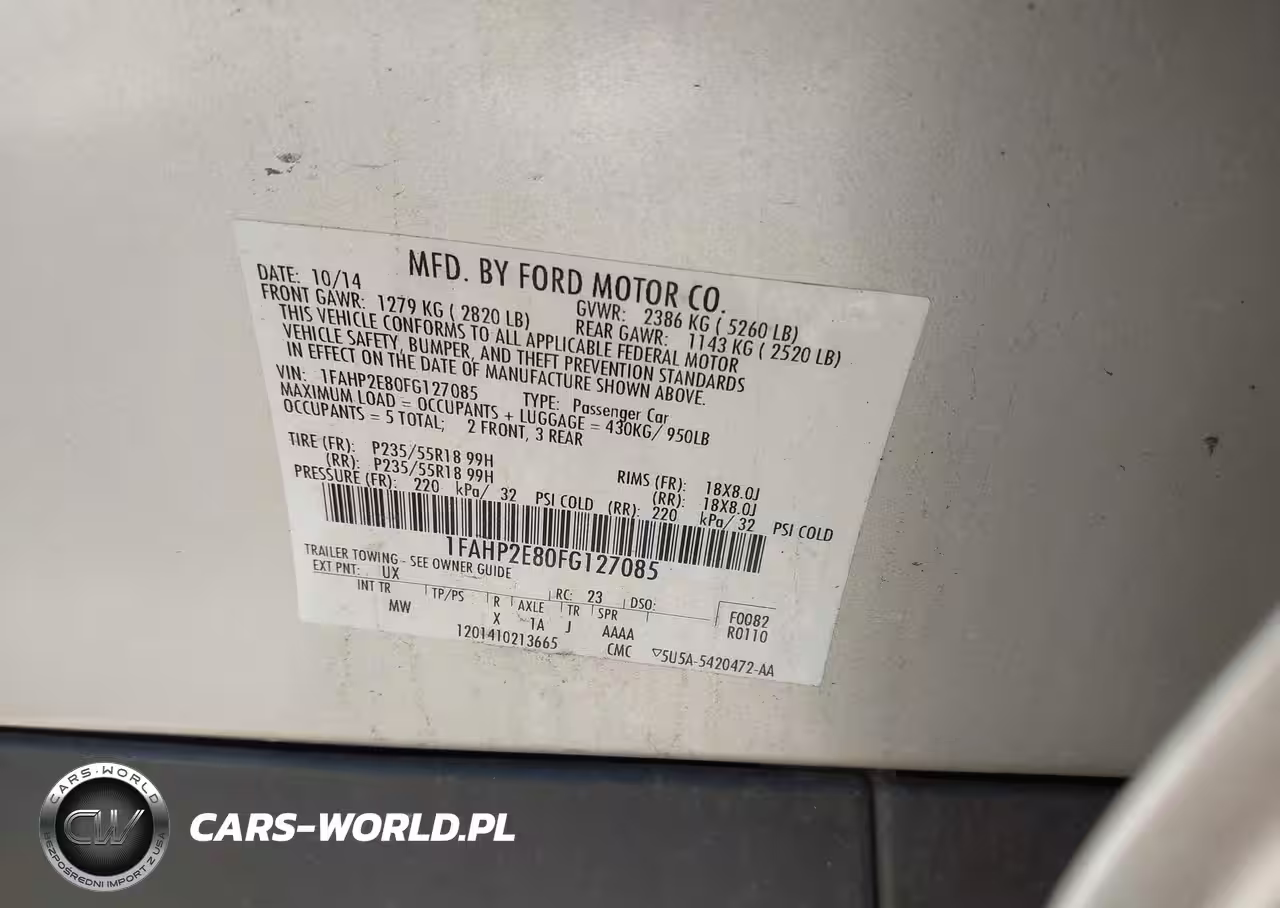 MFD. BY FORD MOTOR CO.
DATE: 10/14 GVWR: 2386 KG ( 5260 LB)
FRONT GAWR: 1279 KG ( 2820 LB) REAR GAWR: 1143 KG ( 2520 LB)
THIS VEHICLE CONFORMS TO ALL APPLICABLE FEDERAL MOTOR
VEHICLE SAFETY, BUMPER, AND THEFT PREVENTION STANDARDS
IN EFFECT ON THE DATE OF MANUFACTURE SHOWN ABOVE.
VIN: 1FAHP2E80FG127085 TYPE: Passenger Car
MAXIMUM LOAD = OCCUPANTS + LUGGAGE = 430KG/ 950LB
OCCUPANTS = 5 TOTAL; 2 FRONT, 3 REAR
TIRE (FR): P235/55R18 99H RIMS (FR): 18X8.0J
(RR): P235/55R18 99H (RR): 18X8.0J
PRESSURE (FR): 220 kPa/ 32 PSI COLD (RR): 220 kPa/ 32 PSI COLD
1FAHP2E80FG127085
TRAILER TOWING - SEE OWNER GUIDE
EXT PNT: UX RC: 23 DSO:
INT TR TP/PS R AXLE TR SPR F0082
MW X 1A J AAAA R0110
1201410213665 CMC ▽5U5A-5420472-AA
CARS-WORLD
CW
BEZPOŚREDNI IMPORT Z USA
CARS-WORLD.PL